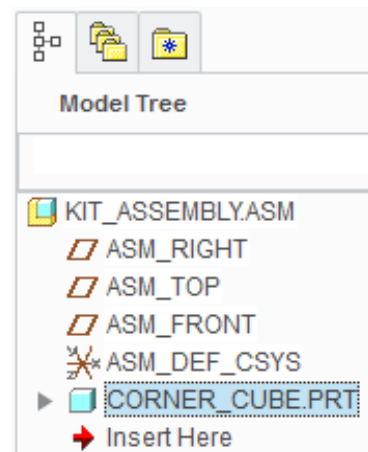 Model Tree
KIT_ASSEMBLY.ASM
ASM_RIGHT
ASM_TOP
ASM_FRONT
ASM_DEF_CSYS
CORNER_CUBE.PRT
Insert Here